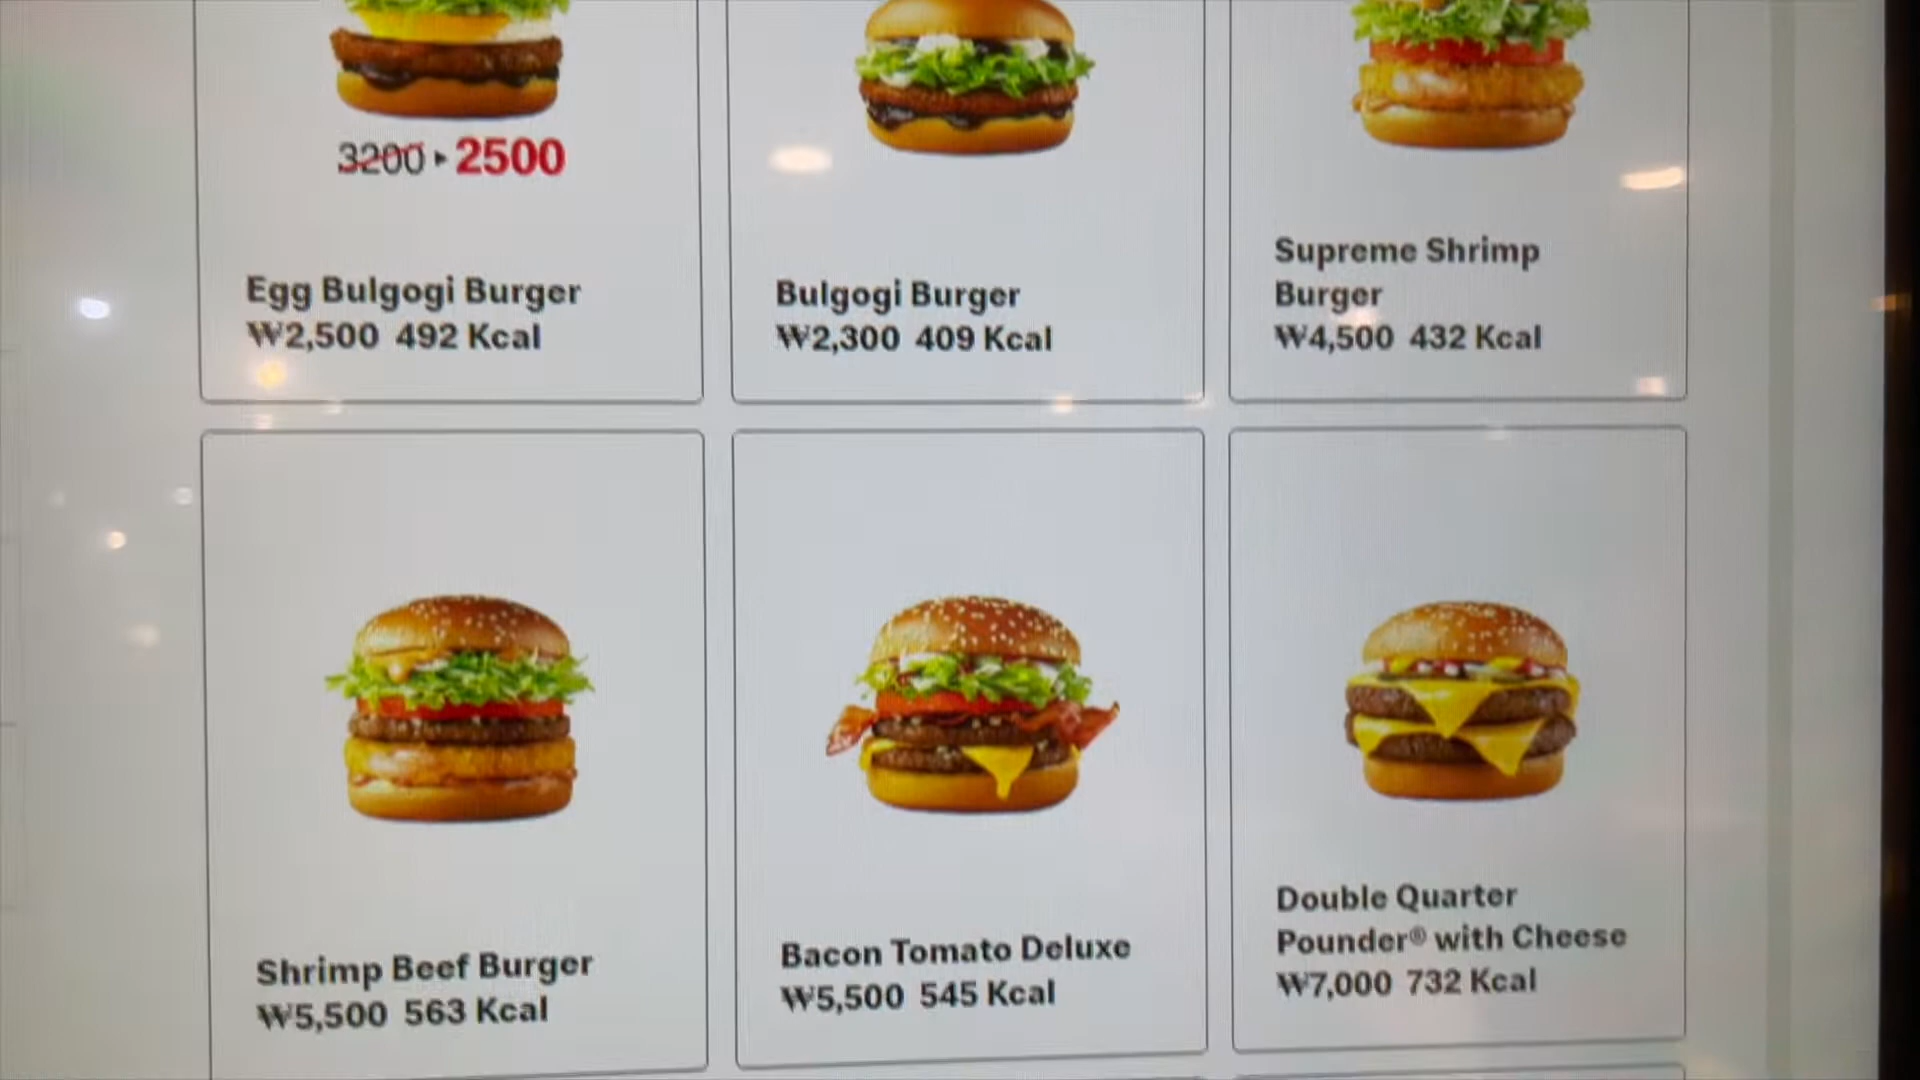 3200 ▸ 2500
Egg Bulgogi Burger
₩2,500 492 Kcal
Bulgogi Burger
₩2,300 409 Kcal
Supreme Shrimp
Burger
₩4,500 432 Kcal
Shrimp Beef Burger
₩5,500 563 Kcal
Bacon Tomato Deluxe
₩5,500 545 Kcal
Double Quarter
Pounder® with Cheese
₩7,000 732 Kcal